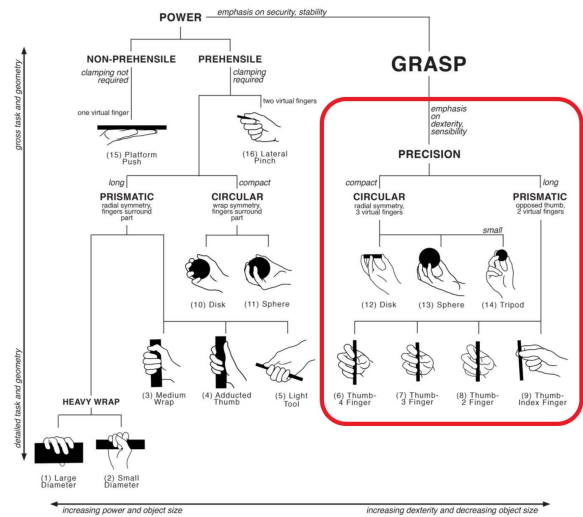 POWER
emphasis on security, stability
NON-PREHENSILE
clamping not
required
PREHENSILE
clamping
required
GRASP
one virtual finger
two virtual fingers
(15) Platform
Push
(16) Lateral
Pinch
emphasis
on
dexterity,
sensibility
PRECISION
long
PRISMATIC
radial symmetry,
fingers surround
part
compact
CIRCULAR
wrap symmetry,
fingers surround
part
compact
CIRCULAR
radial symmetry,
3 virtual fingers
long
PRISMATIC
opposed thumb,
2 virtual fingers
small
(10) Disk
(11) Sphere
(12) Disk
(13) Sphere
(14) Tripod
(3) Medium
Wrap
(4) Adducted
Thumb
(5) Light
Tool
(6) Thumb-
4 Finger
(7) Thumb-
3 Finger
(8) Thumb-
2 Finger
(9) Thumb-
Index Finger
HEAVY WRAP
(1) Large
Diameter
(2) Small
Diameter
gross task and geometry
detailed task and geometry
increasing power and object size
increasing dexterity and decreasing object size